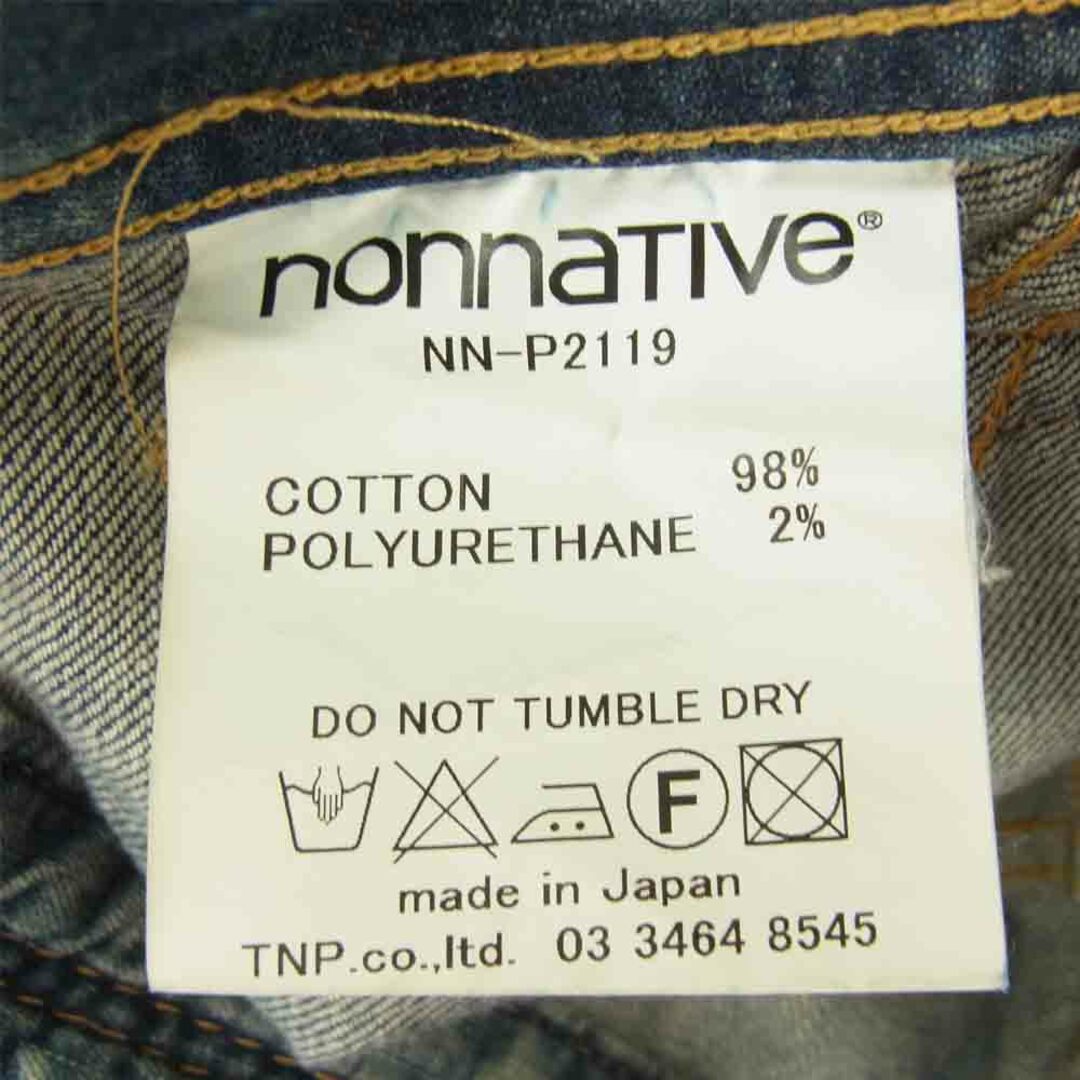 nonnative®
NN-P2119
COTTON 98%
POLYURETHANE 2%
DO NOT TUMBLE DRY
F
made in Japan
TNP.co.,ltd. 03 3464 8545